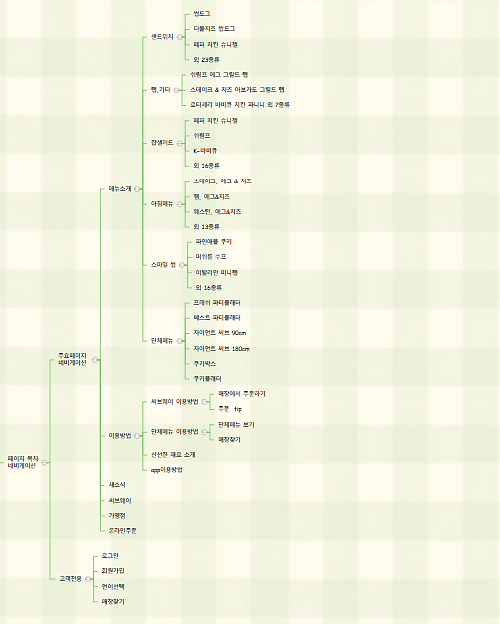 썬도그
샌드위치
더블치즈 썸도그
페퍼 치킨 슈니첼
외 23종류
쉬림프 에그 그릴드 랩
랩,기타
스테이크 & 치즈 아보카도 그릴드 랩
로티세리 바비큐 치킨 파니니 외 7종류
페퍼 치킨 슈니첼
쉬림프
찹샐러드
K-바비큐
외 16종류
스테이크, 에그 & 치즈
햄, 에그&치즈
아침메뉴
메뉴소개
웨스턴, 에그&치즈
외 13종류
파인애플 쿠키
머쉬룸 수프
스마일 썹
이탈리안 미니랩
외 16종류
프레쉬 파티플래터
베스트 파티플래터
자이언트 써브 90cm
단체메뉴
자이언트 써브 180cm
주요페이지
네비게이션
쿠키박스
쿠키플래터
매장에서 주문하기
써브웨이 이용방법
주문 tip
단체메뉴 보기
단체메뉴 이용방법
이용방법
매장찾기
신선한 재료 소개
페이지 목차
네비게이션
app이용방법
새소식
써브웨이
가맹점
온라인주문
로그인
회원가입
고객전용
언어선택
매장찾기